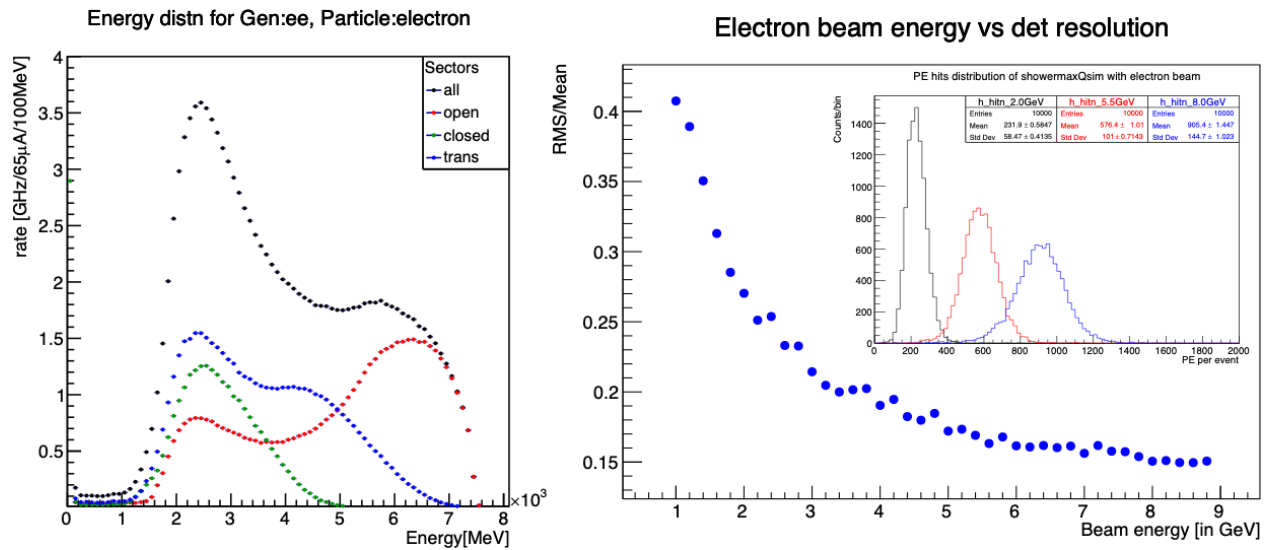 Energy distn for Gen:ee, Particle:electron
rate [GHz/65μA/100MeV]
4
3.5
3
2.5
2
1.5
1
0.5
Sectors
all
open
closed
trans
0 1 2 3 4 5 6 7 8
×10³
Energy[MeV]
Electron beam energy vs det resolution
RMS/Mean
0.4
0.35
0.3
0.25
0.2
0.15
1 2 3 4 5 6 7 8 9
Beam energy [in GeV]
PE hits distribution of showermaxQsim with electron beam
Counts/bin
1400
1200
1000
800
600
400
200
0
0 200 400 600 800 1000 1200 1400 1600 1800 2000
PE per event
h_hitn_2.0GeV
Entries 10000
Mean 231.9 ± 0.5847
Std Dev 58.47 ± 0.4135
h_hitn_5.5GeV
Entries 10000
Mean 576.4 ± 1.01
Std Dev 101 ± 0.7143
h_hitn_8.0GeV
Entries 10000
Mean 905.4 ± 1.447
Std Dev 144.7 ± 1.023